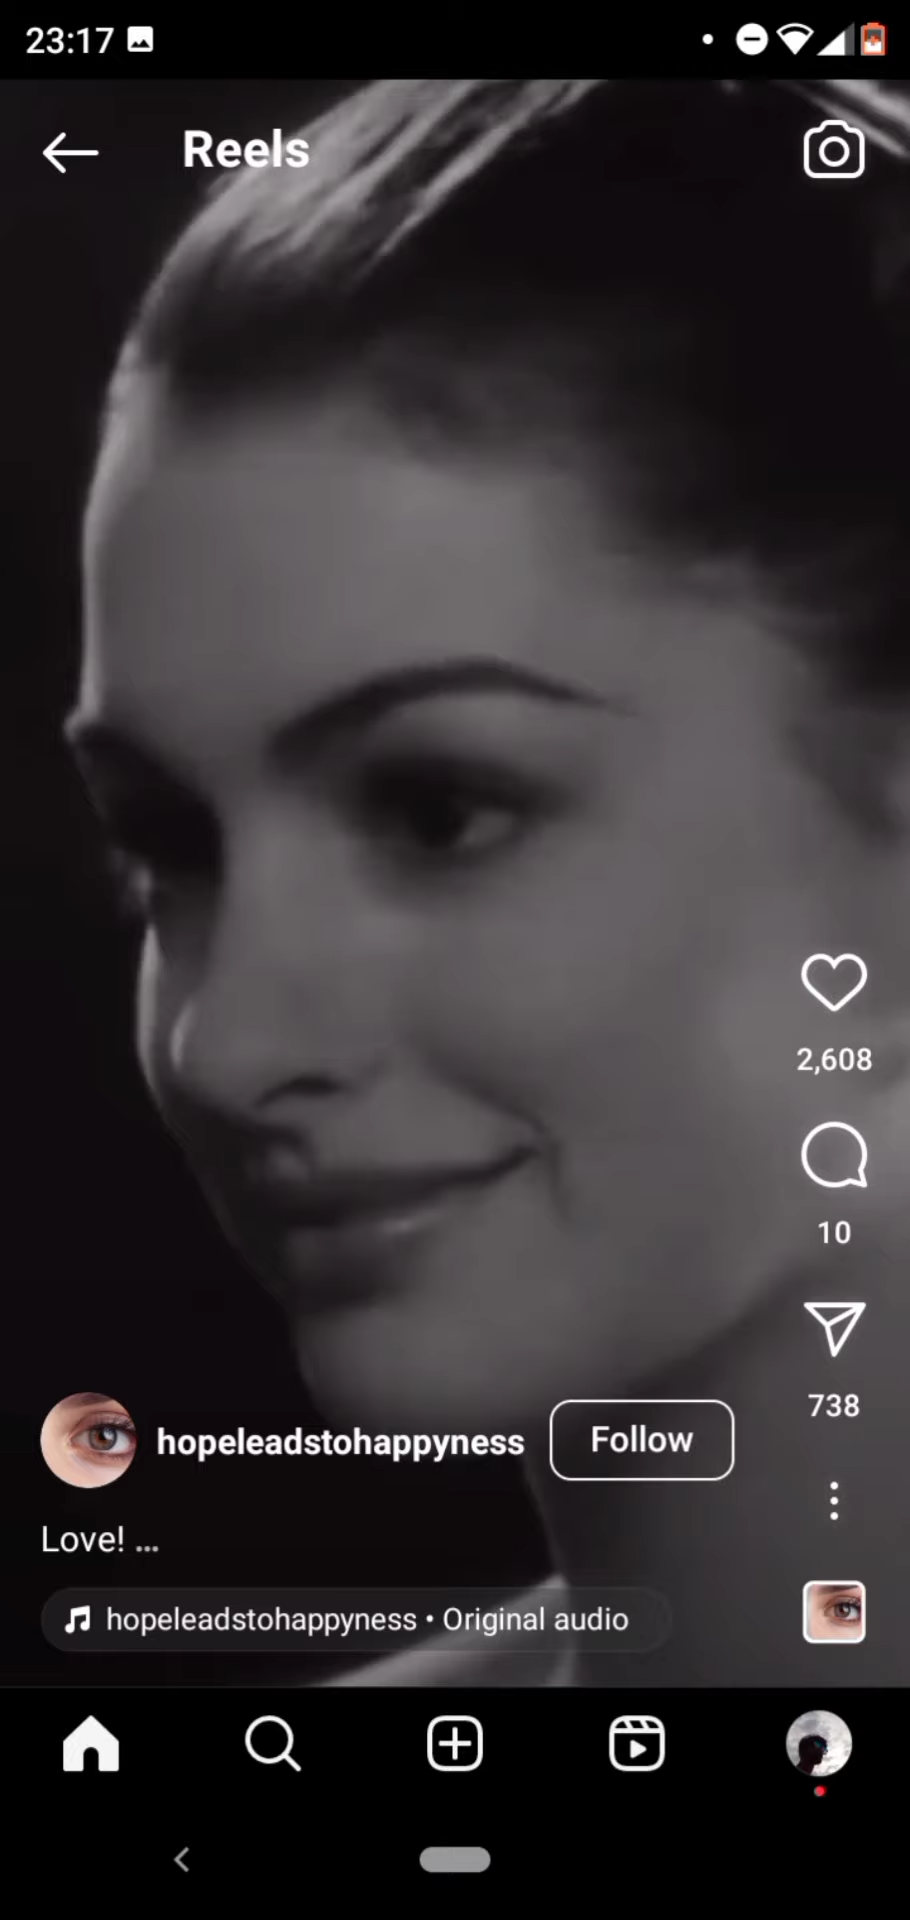 23:17
Reels
2,608
10
738
hopeleadstohappyness
Follow
Love! ...
hopeleadstohappyness • Original audio